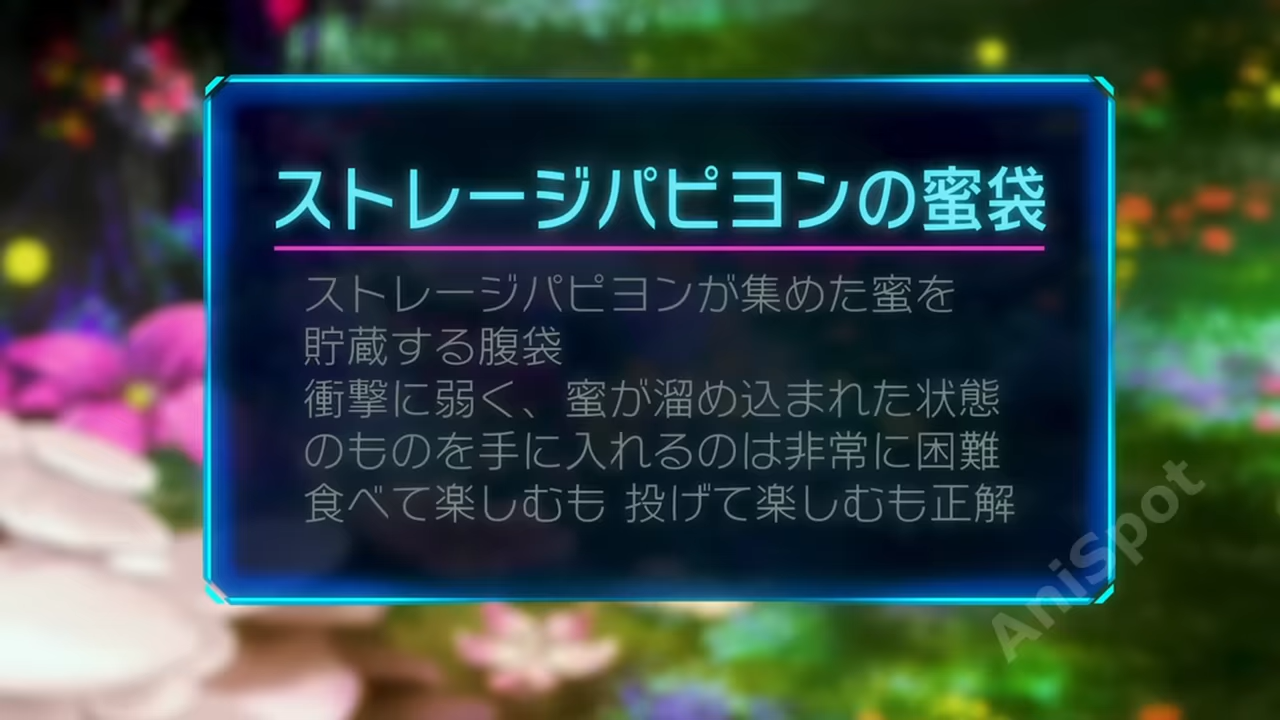 ストレージパピヨンの蜜袋
ストレージパピヨンが集めた蜜を
貯蔵する腹袋
衝撃に弱く、蜜が溜め込まれた状態
のものを手に入れるのは非常に困難
食べて楽しむも 投げて楽しむも正解
AniSpot